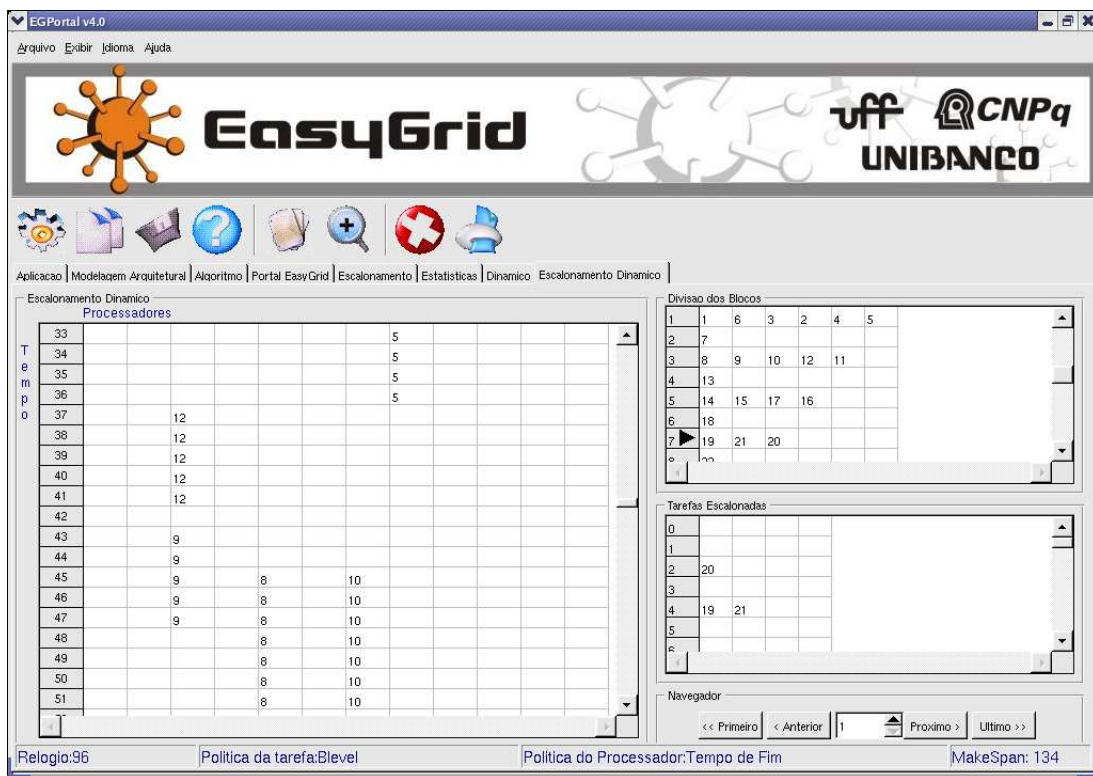 EGPortal v4.0
Arquivo Exibir Idioma Ajuda
EasyGrid
uff CNPq
UNIBANCO
Aplicacao Modelagem Arquitetural Algoritmo Portal EasyGrid Escalonamento Estatisticas Dinamico Escalonamento Dinamico
Escalonamento Dinamico
Processadores
Tempo
33 5
34 5
35 5
36 5
37 12
38 12
39 12
40 12
41 12
42
43 9
44 9
45 9 8 10
46 9 8 10
47 9 8 10
48 8 10
49 8 10
50 8 10
51 8 10
Divisao dos Blocos
1 1 6 3 2 4 5
2 7
3 8 9 10 12 11
4 13
5 14 15 17 16
6 18
7 19 21 20
8 22
Tarefas Escalonadas
0
1
2 20
3
4 19 21
5
6
Navegador
<< Primeiro < Anterior 1 Proximo > Ultimo >>
Relogio:96 Politica da tarefa:Blevel Politica do Processador:Tempo de Fim MakeSpan: 134